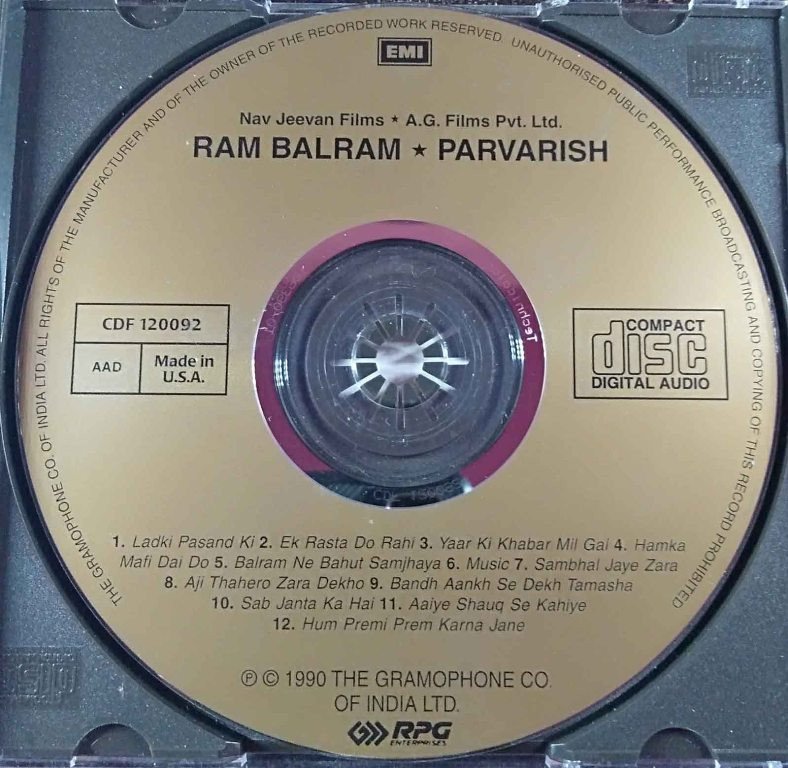 THE GRAMOPHONE CO. OF INDIA LTD. ALL RIGHTS OF THE MANUFACTURER AND OF THE OWNER OF THE RECORDED WORK RESERVED. UNAUTHORISED PUBLIC PERFORMANCE BROADCASTING AND COPYING OF THIS RECORD PROHIBITED
EMI
Nav Jeevan Films ★ A.G. Films Pvt. Ltd.
RAM BALRAM ★ PARVARISH
CDF 120092
AAD
Made in
U.S.A.
COMPACT
disc
DIGITAL AUDIO
1. Ladki Pasand Ki 2. Ek Rasta Do Rahi 3. Yaar Ki Khabar Mil Gai 4. Hamka
Mafi Dai Do 5. Balram Ne Bahut Samjhaya 6. Music 7. Sambhal Jaye Zara
8. Aji Thahero Zara Dekho 9. Bandh Aankh Se Dekh Tamasha
10. Sab Janta Ka Hai 11. Aaiye Shauq Se Kahiye
12. Hum Premi Prem Karna Jane
℗ © 1990 THE GRAMOPHONE CO.
OF INDIA LTD.
RPG
ENTERPRISES